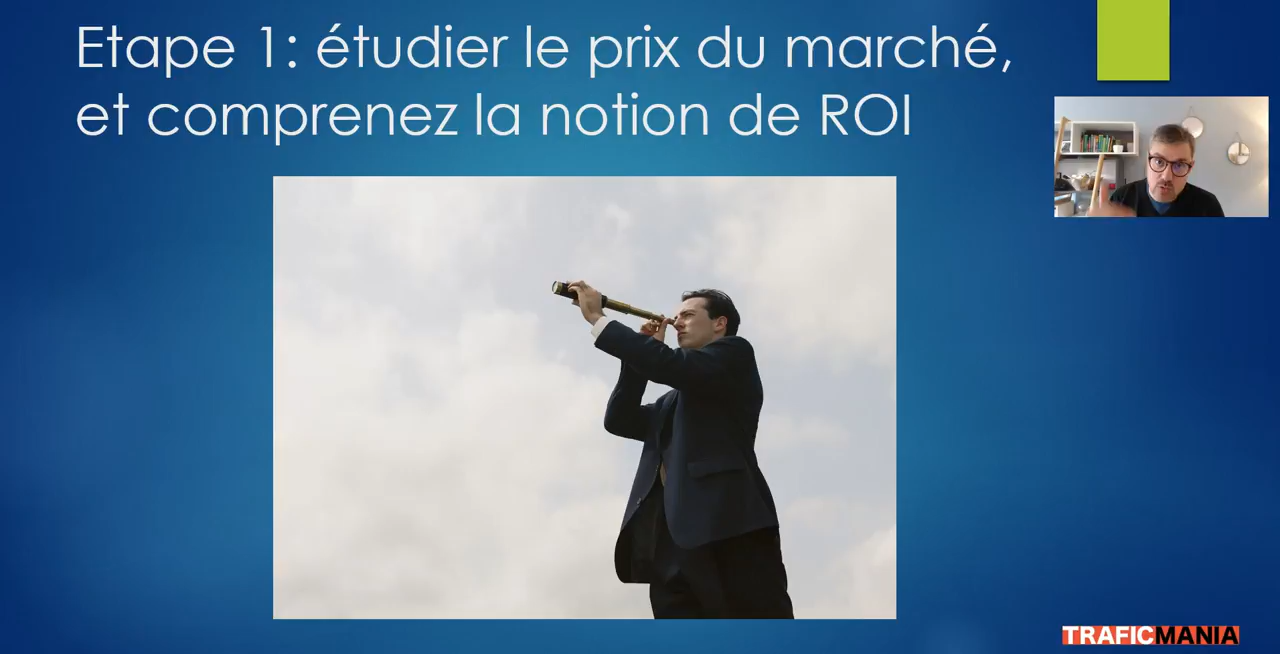 Etape 1: étudier le prix du marché,
et comprenez la notion de ROI
TRAFICMANIA